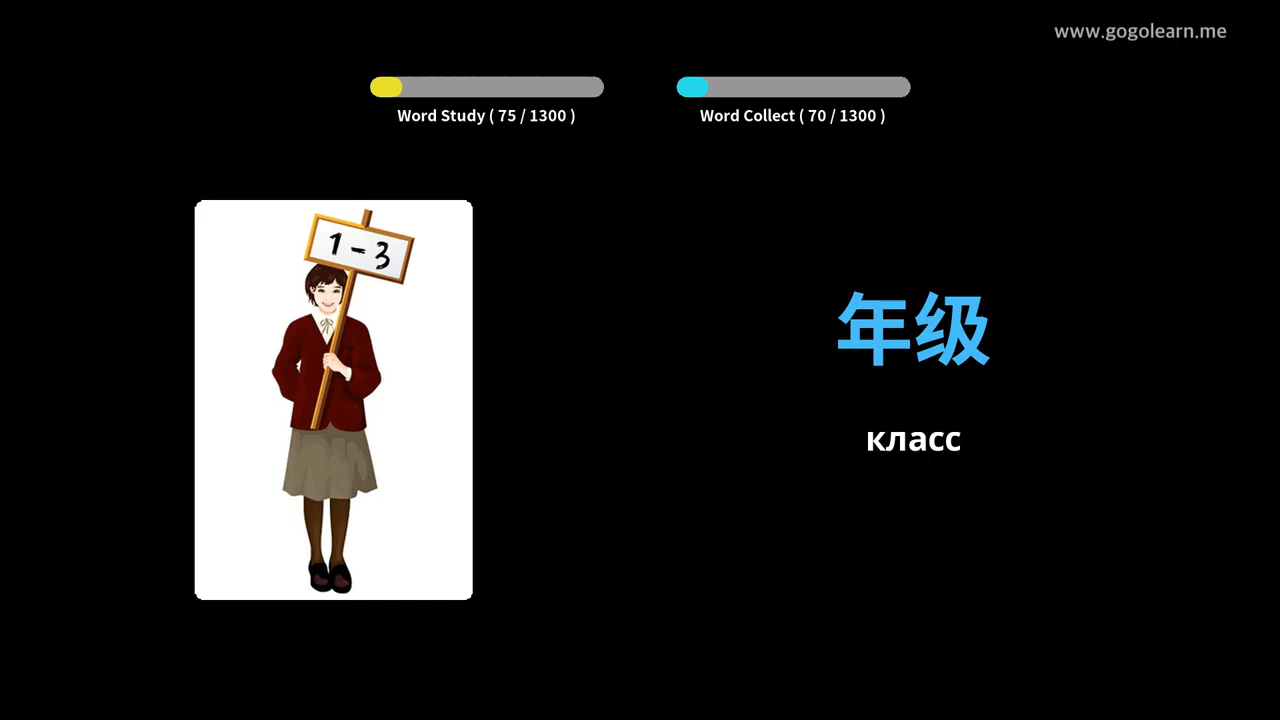 www.gogolearn.me
Word Study ( 75 / 1300 )
Word Collect ( 70 / 1300 )
1 - 3
年级
класс